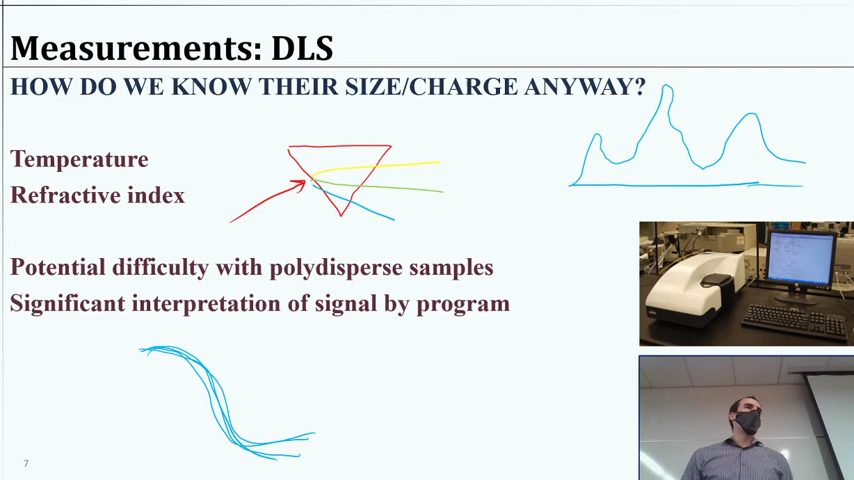 Measurements: DLS
HOW DO WE KNOW THEIR SIZE/CHARGE ANYWAY?
Temperature
Refractive index
Potential difficulty with polydisperse samples
Significant interpretation of signal by program
7